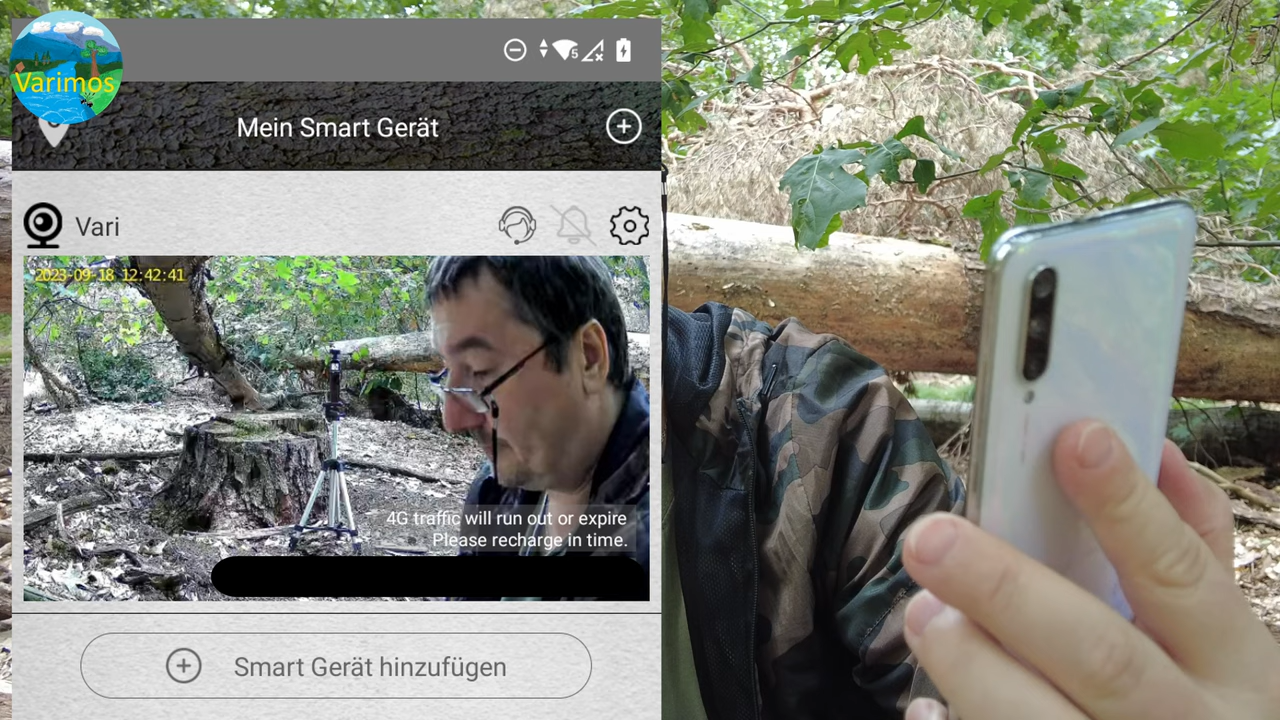 Varimos
5
Mein Smart Gerät
Vari
2023-09-18 12:42:41
4G traffic will run out or expire
Please recharge in time.
Smart Gerät hinzufügen